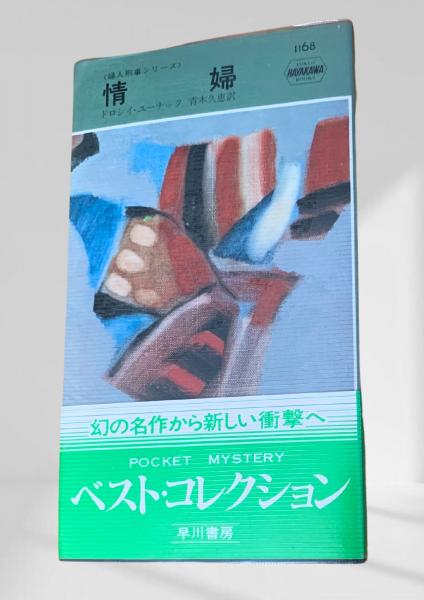 1168
〈婦人刑事シリーズ〉
HAYAKAWA
情婦
ドロシイ・ユーナック 青木久恵訳
幻の名作から新しい衝撃へ
POCKET MYSTERY
ベスト・コレクション
早川書房